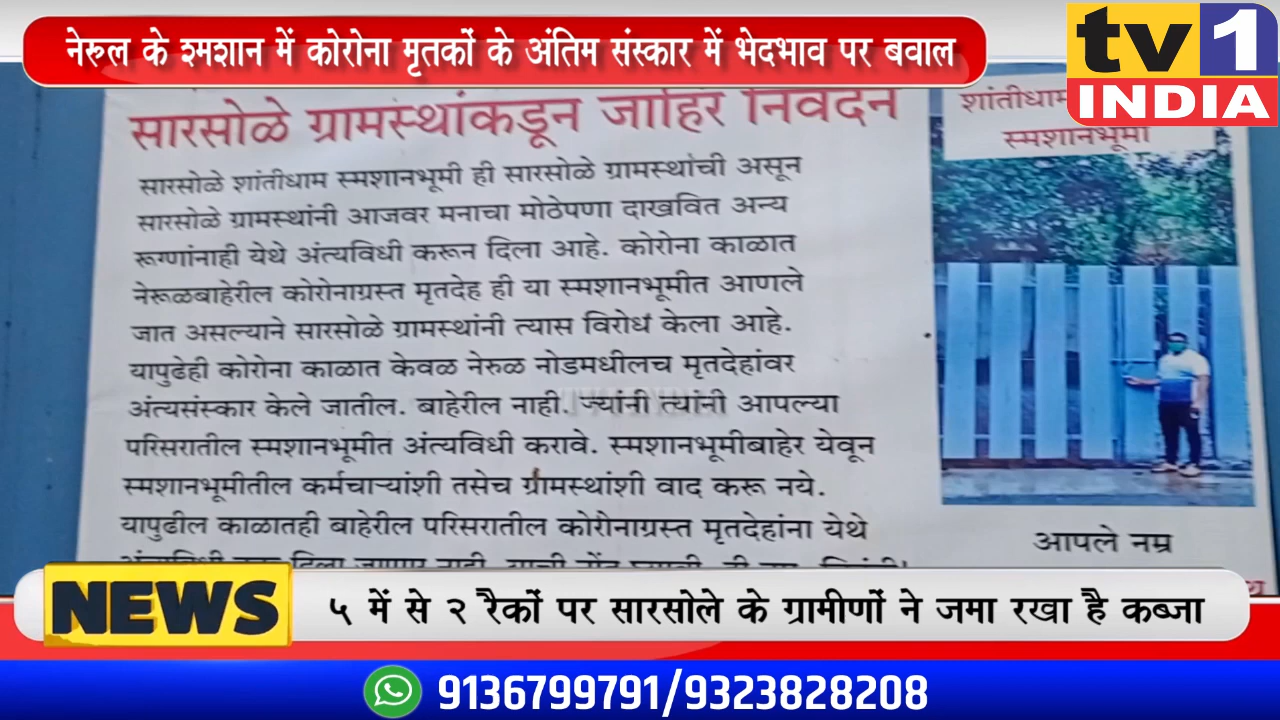 नेरूल के श्मशान में कोरोना मृतकों के अंतिम संस्कार में भेदभाव पर बवाल
tv1
INDIA
सारसोळे ग्रामस्थांकडून जाहिर निवेदन
सारसोळे शांतीधाम स्मशानभूमी ही सारसोळे ग्रामस्थांची असून
सारसोळे ग्रामस्थांनी आजवर मनाचा मोठेपणा दाखवित अन्य
रूग्णांनाही येथे अंत्यविधी करून दिला आहे. कोरोना काळात
नेरूळबाहेरील कोरोनाग्रस्त मृतदेह ही या स्मशानभूमीत आणले
जात असल्याने सारसोळे ग्रामस्थांनी त्यास विरोध केला आहे.
यापुढेही कोरोना काळात केवळ नेरुळ नोडमधीलच मृतदेहांवर
अंत्यसंस्कार केले जातील. बाहेरील नाही. ज्यांनी त्यांनी आपल्या
परिसरातील स्मशानभूमीत अंत्यविधी करावे. स्मशानभूमीबाहेर येवून
स्मशानभूमीतील कर्मचाऱ्यांशी तसेच ग्रामस्थांशी वाद करू नये.
यापुढील काळातही बाहेरील परिसरातील कोरोनाग्रस्त मृतदेहांना येथे
शांतीधाम
स्मशानभूमी
आपले नम्र
NEWS
५ में से २ रैकों पर सारसोले के ग्रामीणों ने जमा रखा है कब्जा
9136799791/9323828208